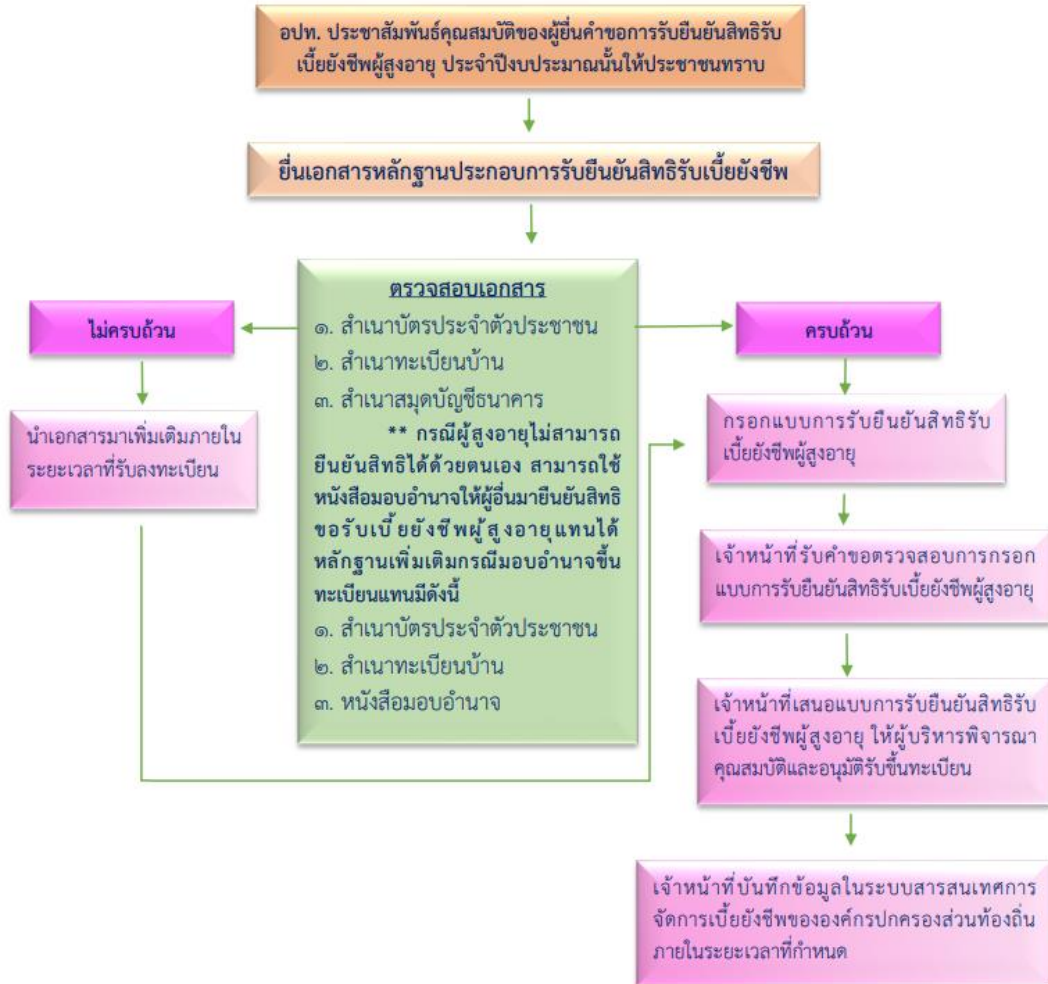 อปท. ประชาสัมพันธ์คุณสมบัติของผู้ยื่นคำขอการรับยืนยันสิทธิรับ
เบี้ยยังชีพผู้สูงอายุ ประจำปีงบประมาณนั้นให้ประชาชนทราบ
ยื่นเอกสารหลักฐานประกอบการรับยืนยันสิทธิรับเบี้ยยังชีพ
ตรวจสอบเอกสาร
๑. สำเนาบัตรประจำตัวประชาชน
๒. สำเนาทะเบียนบ้าน
๓. สำเนาสมุดบัญชีธนาคาร
** กรณีผู้สูงอายุไม่สามารถ
ยืนยันสิทธิได้ด้วยตนเอง สามารถใช้
หนังสือมอบอำนาจให้ผู้อื่นมายืนยันสิทธิ
ขอรับเบี้ยยังชีพผู้สูงอายุแทนได้
หลักฐานเพิ่มเติมกรณีมอบอำนาจขึ้น
ทะเบียนแทนมีดังนี้
๑. สำเนาบัตรประจำตัวประชาชน
๒. สำเนาทะเบียนบ้าน
๓. หนังสือมอบอำนาจ
ไม่ครบถ้วน
นำเอกสารมาเพิ่มเติมภายใน
ระยะเวลาที่รับลงทะเบียน
ครบถ้วน
กรอกแบบการรับยืนยันสิทธิรับ
เบี้ยยังชีพผู้สูงอายุ
เจ้าหน้าที่รับคำขอตรวจสอบการกรอก
แบบการรับยืนยันสิทธิรับเบี้ยยังชีพผู้สูงอายุ
เจ้าหน้าที่เสนอแบบการรับยืนยันสิทธิรับ
เบี้ยยังชีพผู้สูงอายุ ให้ผู้บริหารพิจารณา
คุณสมบัติและอนุมัติรับขึ้นทะเบียน
เจ้าหน้าที่บันทึกข้อมูลในระบบสารสนเทศการ
จัดการเบี้ยยังชีพขององค์กรปกครองส่วนท้องถิ่น
ภายในระยะเวลาที่กำหนด